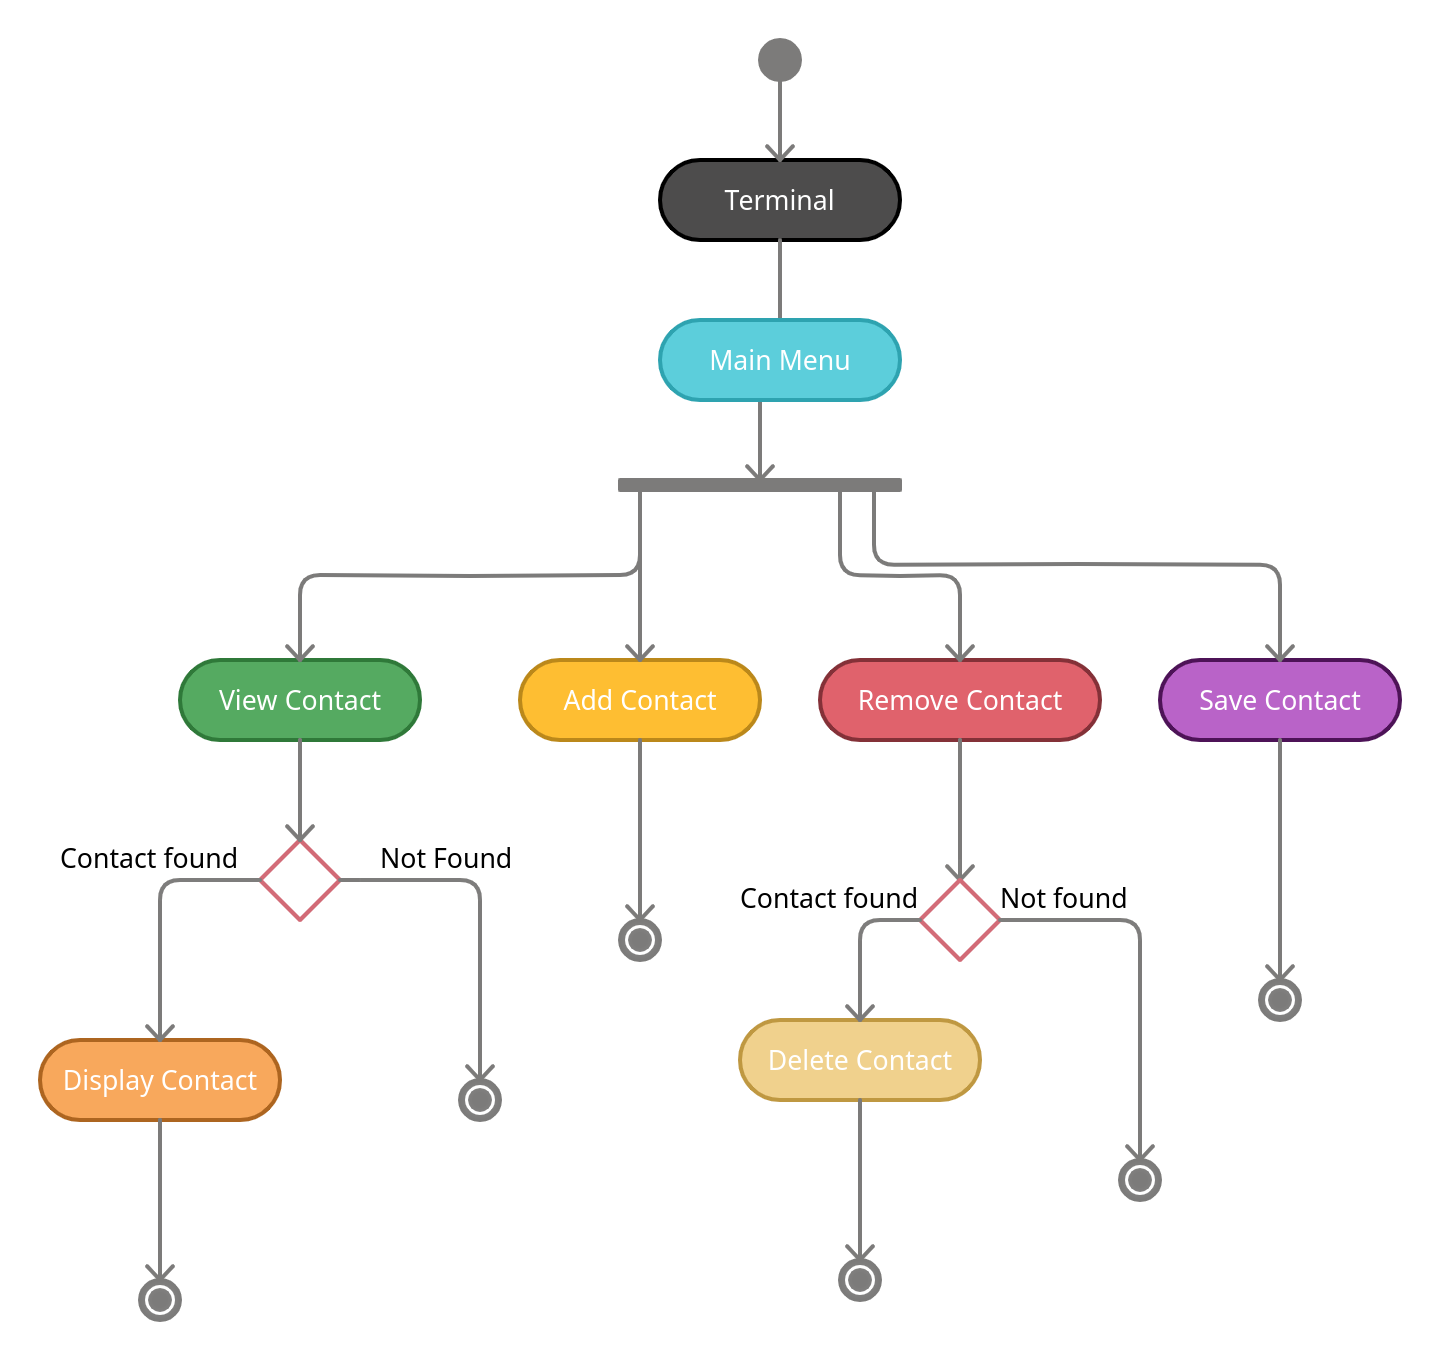 Terminal
Main Menu
View Contact
Add Contact
Remove Contact
Save Contact
Contact found
Not Found
Contact found
Not found
Display Contact
Delete Contact